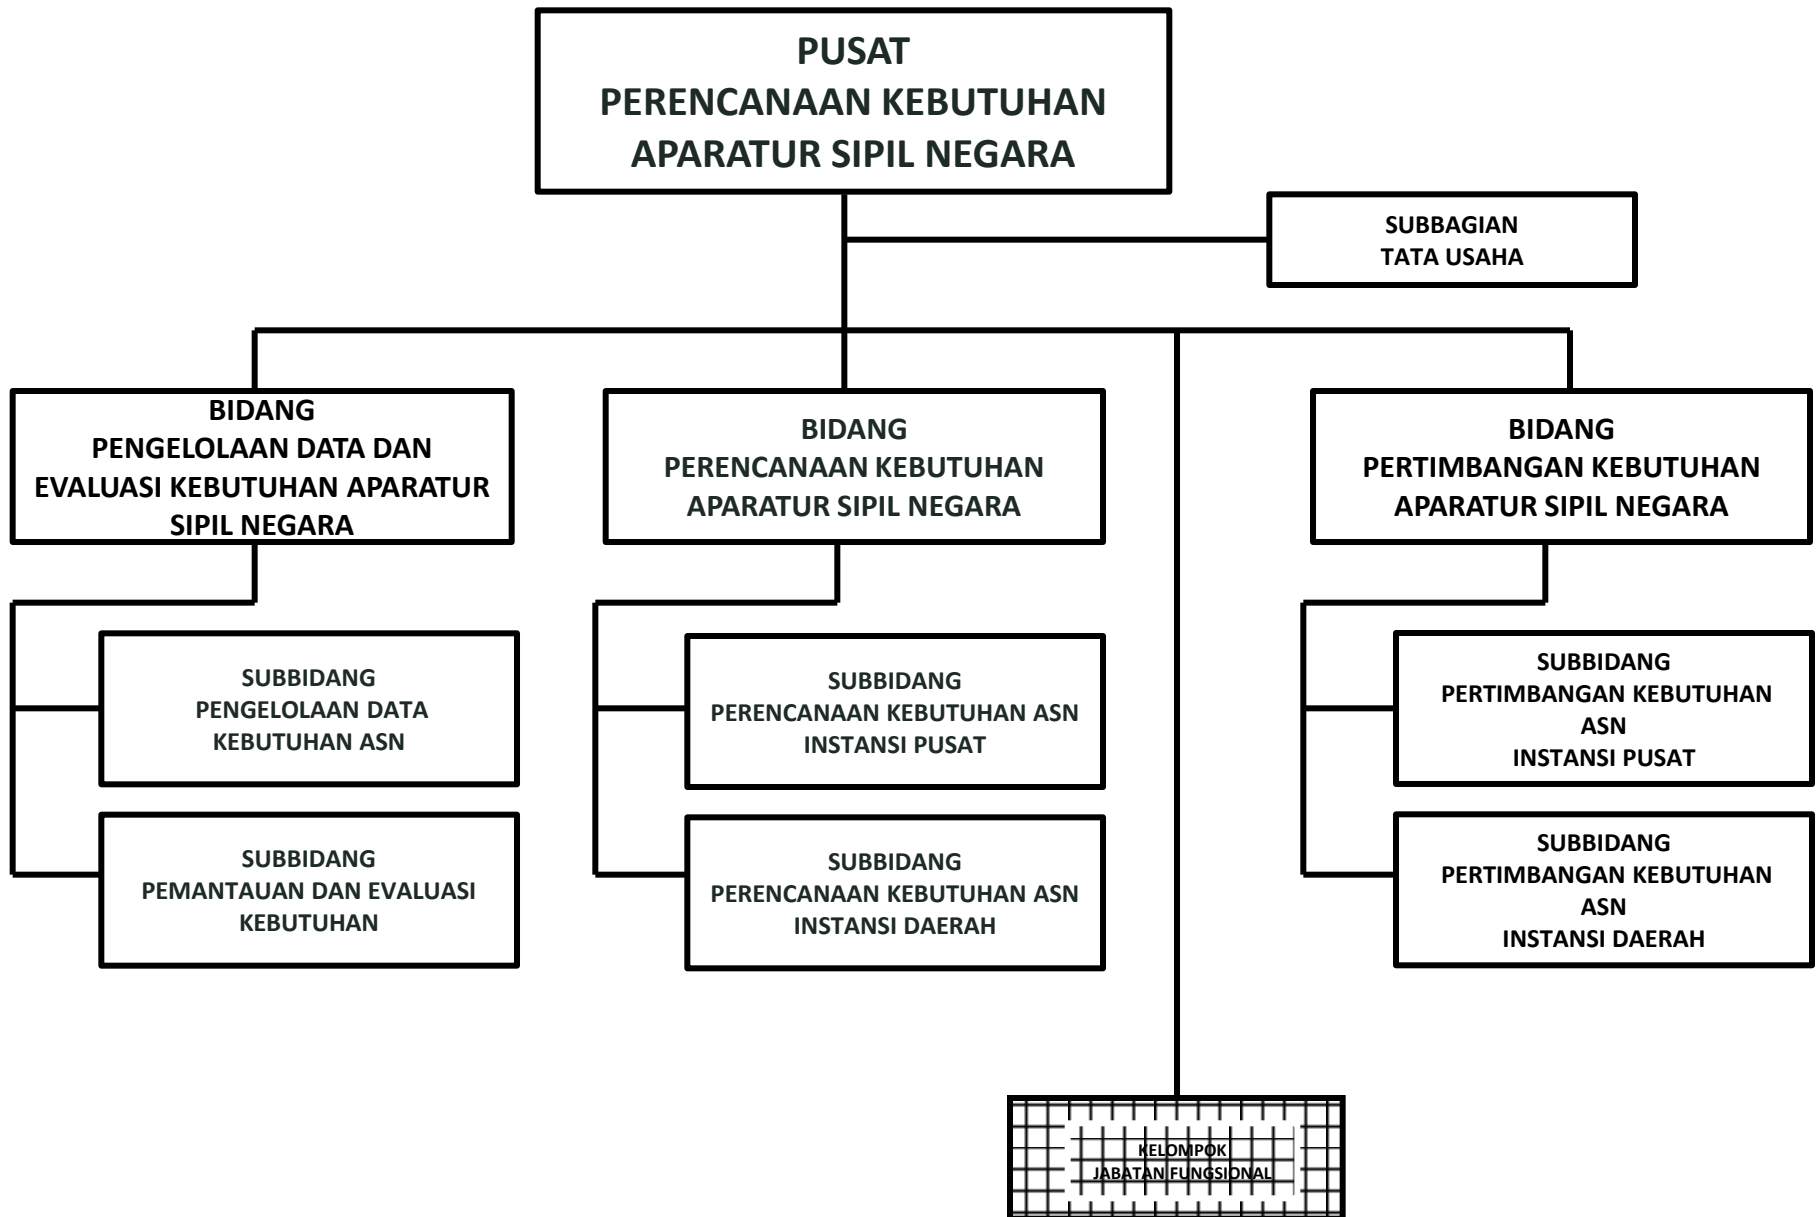 PUSAT
PERENCANAAN KEBUTUHAN
APARATUR SIPIL NEGARA
SUBBAGIAN
TATA USAHA
BIDANG
PENGELOLAAN DATA DAN
EVALUASI KEBUTUHAN APARATUR
SIPIL NEGARA
BIDANG
PERENCANAAN KEBUTUHAN
APARATUR SIPIL NEGARA
BIDANG
PERTIMBANGAN KEBUTUHAN
APARATUR SIPIL NEGARA
SUBBIDANG
PENGELOLAAN DATA
KEBUTUHAN ASN
SUBBIDANG
PERENCANAAN KEBUTUHAN ASN
INSTANSI PUSAT
SUBBIDANG
PERTIMBANGAN KEBUTUHAN
ASN
INSTANSI PUSAT
SUBBIDANG
PEMANTAUAN DAN EVALUASI
KEBUTUHAN
SUBBIDANG
PERENCANAAN KEBUTUHAN ASN
INSTANSI DAERAH
SUBBIDANG
PERTIMBANGAN KEBUTUHAN
ASN
INSTANSI DAERAH
KELOMPOK
JABATAN FUNGSIONAL